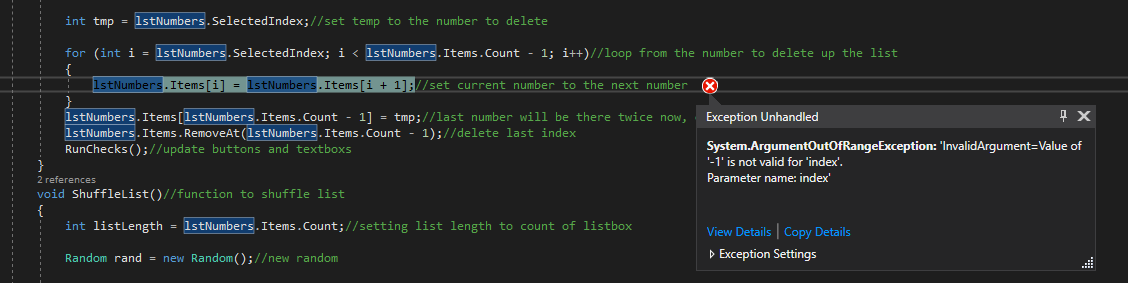 int tmp = lstNumbers.SelectedIndex;//set temp to the number to delete
for (int i = lstNumbers.SelectedIndex; i < lstNumbers.Items.Count - 1; i++)//loop from the number to delete up the list
{
lstNumbers.Items[i] = lstNumbers.Items[i + 1];//set current number to the next number
}
lstNumbers.Items[lstNumbers.Items.Count - 1] = tmp;//last number will be there twice now,
lstNumbers.Items.RemoveAt(lstNumbers.Items.Count - 1);//delete last index
RunChecks();//update buttons and textboxs
}
2 references
void ShuffleList()//function to shuffle list
{
int listLength = lstNumbers.Items.Count;//setting list length to count of listbox
Random rand = new Random();//new random
Exception Unhandled
System.ArgumentOutOfRangeException: 'InvalidArgument=Value of
'-1' is not valid for 'index'.
Parameter name: index'
View Details | Copy Details
Exception Settings